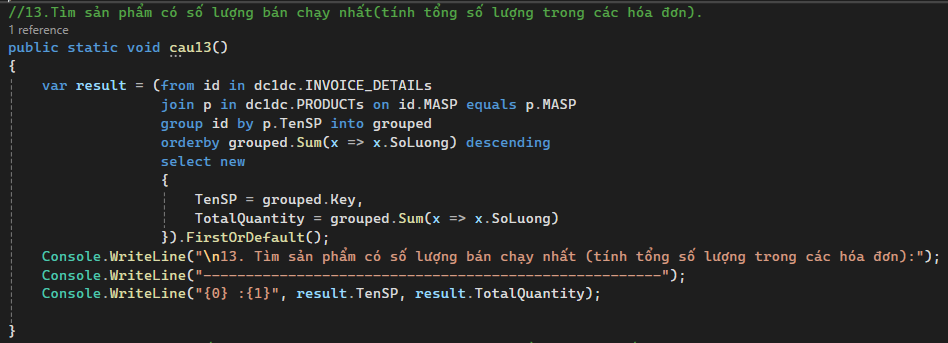 //13.Tìm sản phẩm có số lượng bán chạy nhất(tính tổng số lượng trong các hóa đơn).
1 reference
public static void cau13()
{
var result = (from id in dc1dc.INVOICE_DETAILs
join p in dc1dc.PRODUCTs on id.MASP equals p.MASP
group id by p.TenSP into grouped
orderby grouped.Sum(x => x.SoLuong) descending
select new
{
TenSP = grouped.Key,
TotalQuantity = grouped.Sum(x => x.SoLuong)
}).FirstOrDefault();
Console.WriteLine("\n13. Tìm sản phẩm có số lượng bán chạy nhất (tính tổng số lượng trong các hóa đơn):");
Console.WriteLine("------------------------------------------------------");
Console.WriteLine("{0} :{1}", result.TenSP, result.TotalQuantity);
}